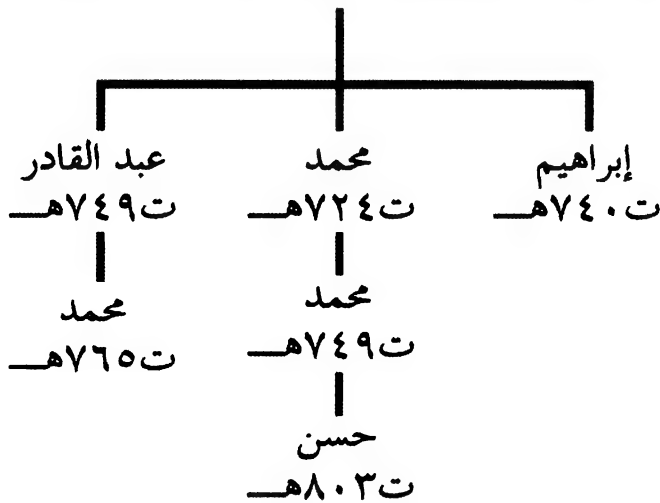 إبراهيم محمد عبد القادر
ت٧٤٠هـ ت٧٢٤هـ ت٧٤٩هـ
محمد محمد
ت٧٤٩هـ ت٧٦٥هـ
حسن
ت٨٠٣هـ